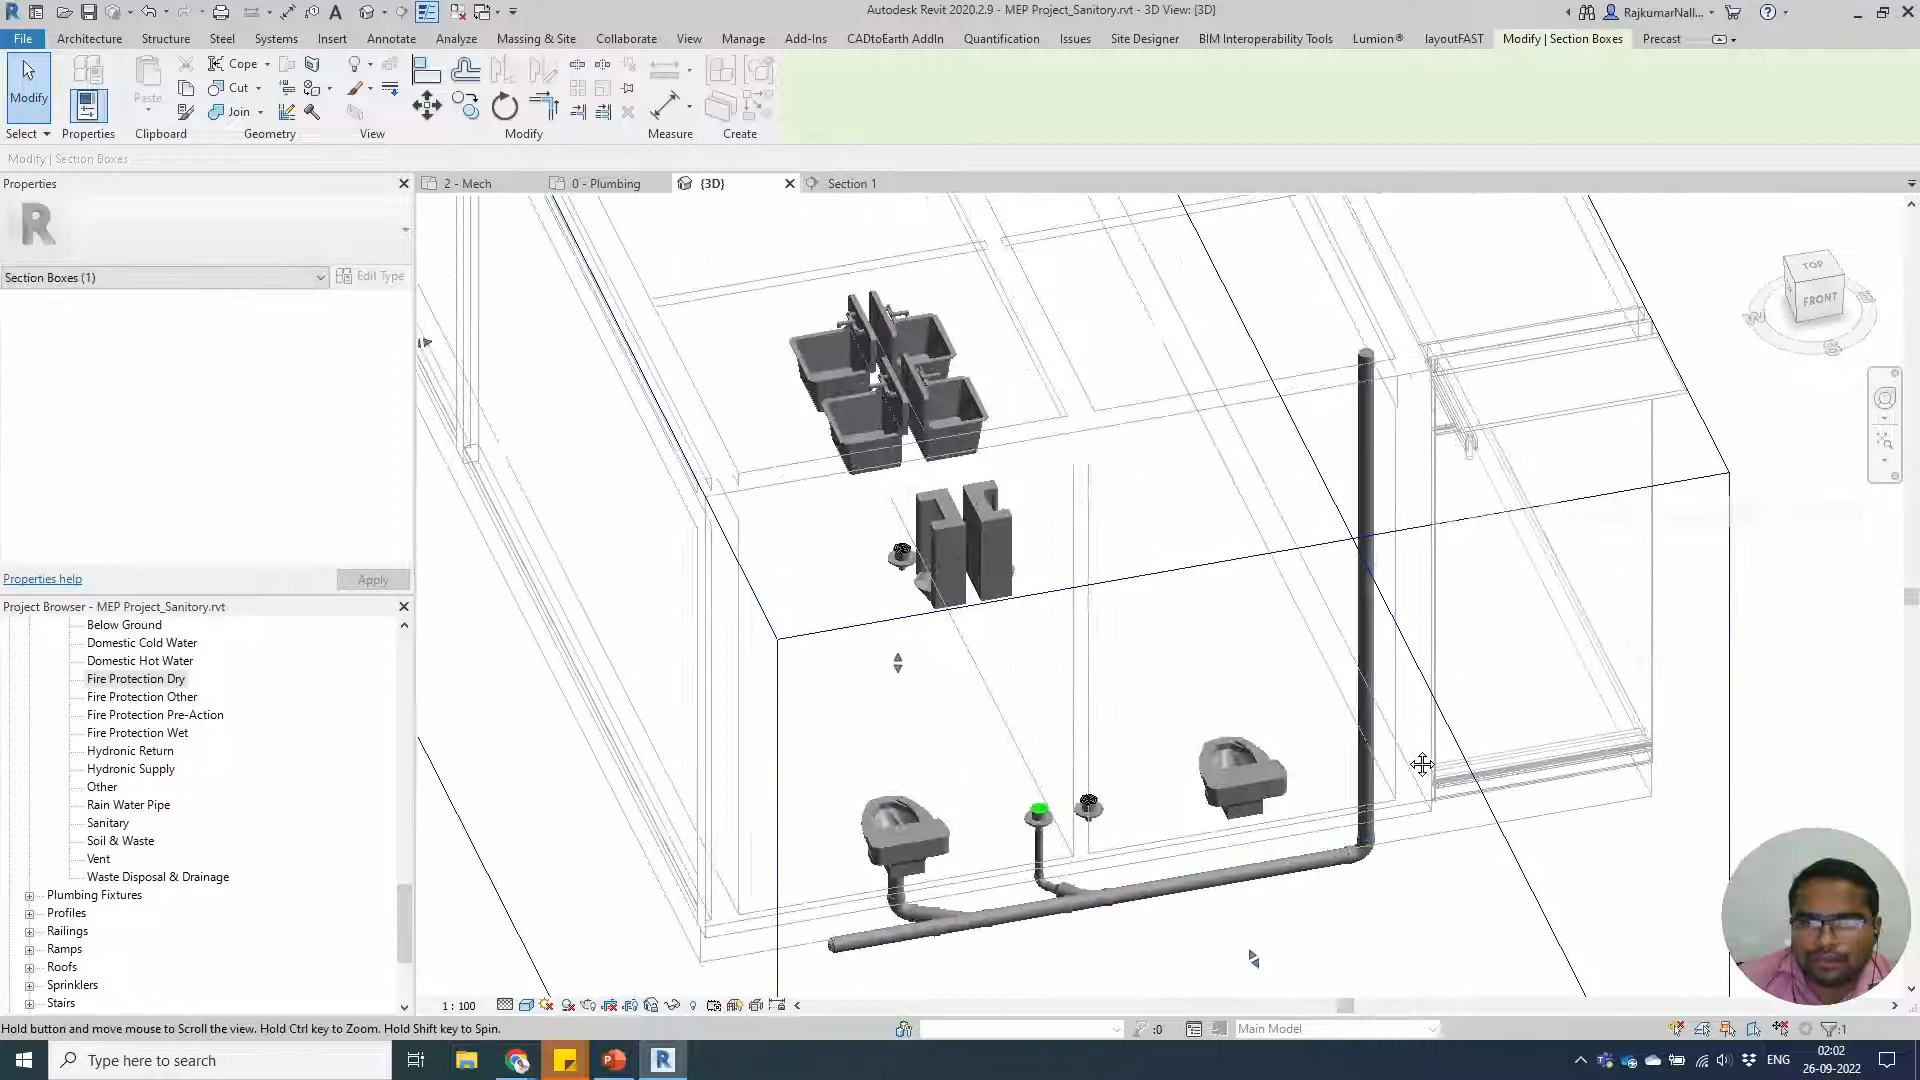 Autodesk Revit 2020.2.9 - MEP Project_Sanitory.rvt - 3D View: {3D}
RajkumarNall...
File Architecture Structure Steel Systems Insert Annotate Analyze Massing & Site Collaborate View Manage Add-Ins CADtoEarth AddIn Quantification Issues Site Designer BIM Interoperability Tools Lumion® layoutFAST Modify | Section Boxes Precast
Modify
Paste
Cope
Cut
Join
Select Properties Clipboard Geometry View Modify Measure Create
Modify | Section Boxes
Properties
2 - Mech
0 - Plumbing
{3D}
Section 1
R
Section Boxes (1)
Edit Type
TOP
FRONT
Properties help
Apply
Project Browser - MEP Project_Sanitory.rvt
Below Ground
Domestic Cold Water
Domestic Hot Water
Fire Protection Dry
Fire Protection Other
Fire Protection Pre-Action
Fire Protection Wet
Hydronic Return
Hydronic Supply
Other
Rain Water Pipe
Sanitary
Soil & Waste
Vent
Waste Disposal & Drainage
Plumbing Fixtures
Profiles
Railings
Ramps
Roofs
Sprinklers
Stairs
1 : 100
Hold button and move mouse to Scroll the view. Hold Ctrl key to Zoom. Hold Shift key to Spin.
:0
Main Model
:1
Type here to search
ENG
02:02
26-09-2022